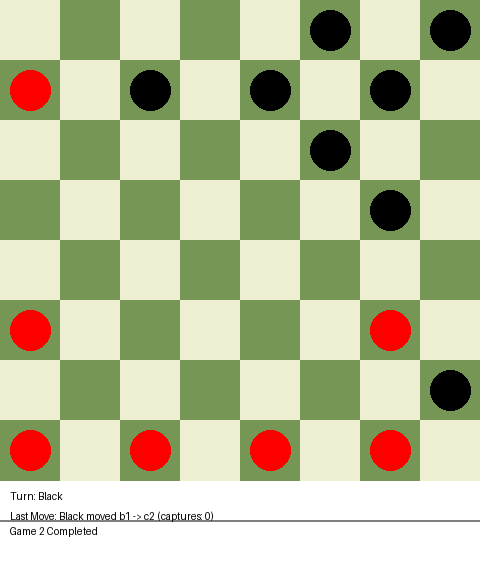 Turn: Black
Last Move: Black moved b1 -> c2 (captures: 0)
Game 2 Completed